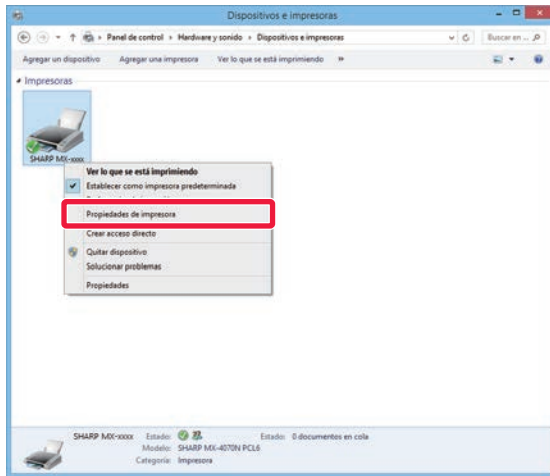 Dispositivos e impresoras
Panel de control ▸ Hardware y sonido ▸ Dispositivos e impresoras
Buscar en ...
Agregar un dispositivo Agregar una impresora Ver lo que se está imprimiendo »
Impresoras
SHARP MX-xxxx
Ver lo que se está imprimiendo
Establecer como impresora predeterminada
Propiedades de impresora
Crear acceso directo
Quitar dispositivo
Solucionar problemas
Propiedades
SHARP MX-xxxx Estado: Estado: 0 documentos en cola
Modelo: SHARP MX-4070N PCL6
Categoría: Impresora